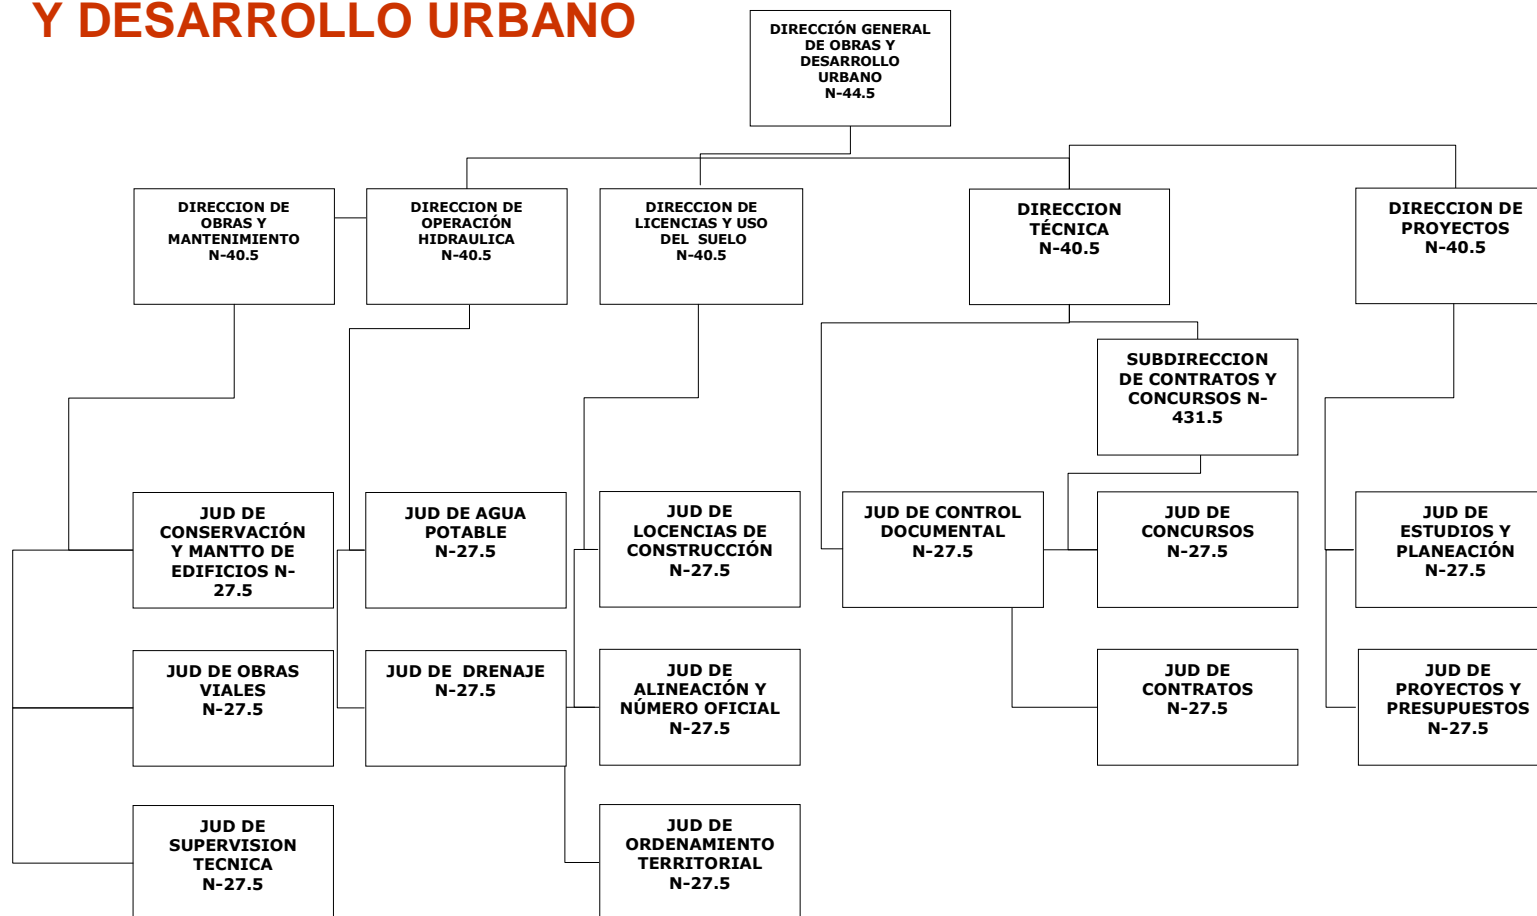 Y DESARROLLO URBANO
DIRECCIÓN GENERAL
DE OBRAS Y
DESARROLLO
URBANO
N-44.5
DIRECCION DE
OBRAS Y
MANTENIMIENTO
N-40.5
DIRECCION DE
OPERACIÓN
HIDRAULICA
N-40.5
DIRECCION DE
LICENCIAS Y USO
DEL SUELO
N-40.5
DIRECCION
TÉCNICA
N-40.5
DIRECCION DE
PROYECTOS
N-40.5
SUBDIRECCION
DE CONTRATOS Y
CONCURSOS N-
431.5
JUD DE
CONSERVACIÓN
Y MANTTO DE
EDIFICIOS N-
27.5
JUD DE AGUA
POTABLE
N-27.5
JUD DE
LOCENCIAS DE
CONSTRUCCIÓN
N-27.5
JUD DE CONTROL
DOCUMENTAL
N-27.5
JUD DE
CONCURSOS
N-27.5
JUD DE
ESTUDIOS Y
PLANEACIÓN
N-27.5
JUD DE OBRAS
VIALES
N-27.5
JUD DE DRENAJE
N-27.5
JUD DE
ALINEACIÓN Y
NÚMERO OFICIAL
N-27.5
JUD DE
CONTRATOS
N-27.5
JUD DE
PROYECTOS Y
PRESUPUESTOS
N-27.5
JUD DE
SUPERVISION
TECNICA
N-27.5
JUD DE
ORDENAMIENTO
TERRITORIAL
N-27.5